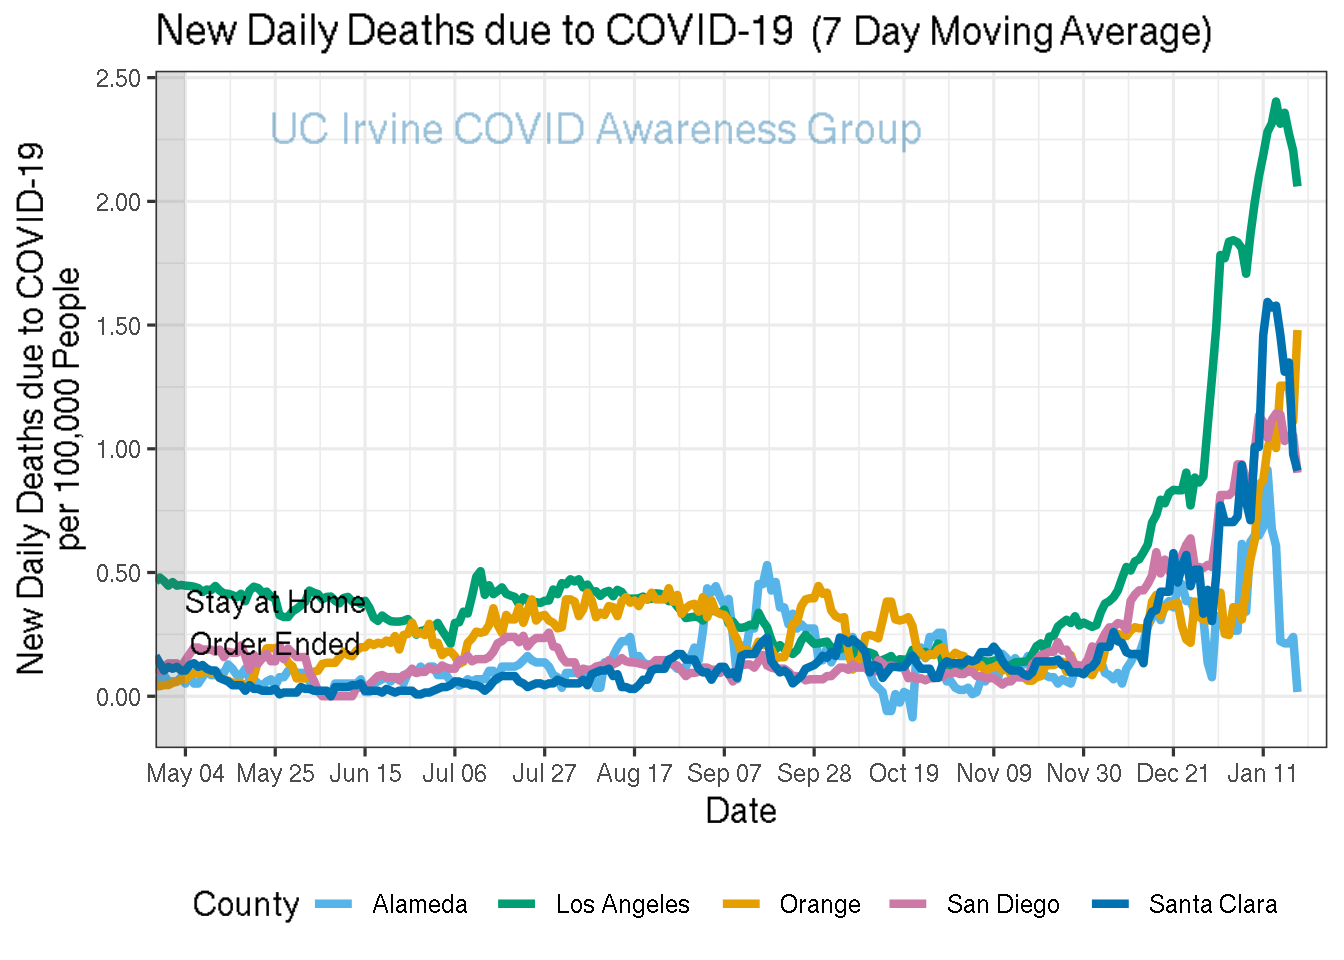 New Daily Deaths due to COVID-19 (7 Day Moving Average)
New Daily Deaths due to COVID-19
per 100,000 People
2.50
2.00
1.50
1.00
0.50
0.00
UC Irvine COVID Awareness Group
Stay at Home
Order Ended
May 04 May 25 Jun 15 Jul 06 Jul 27 Aug 17 Sep 07 Sep 28 Oct 19 Nov 09 Nov 30 Dec 21 Jan 11
Date
County Alameda Los Angeles Orange San Diego Santa Clara